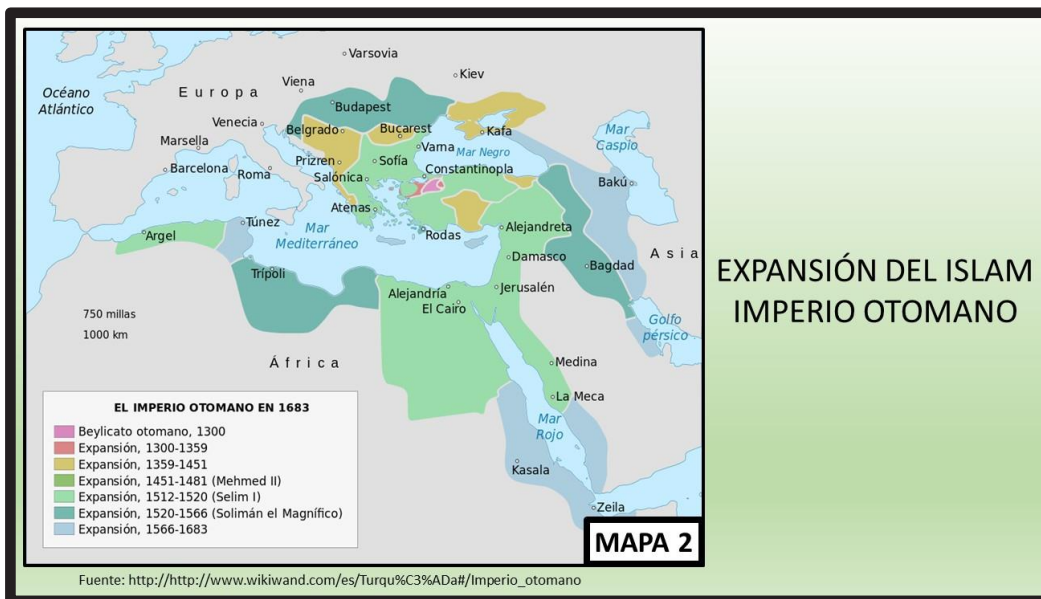 Varsovia
Kiev
Océano
Atlántico
Viena
Europa
Budapest
Venecia
Belgrado
Bucarest
Kafa
Mar
Caspio
Marsella
Varna
Mar Negro
Prizren
Sofía
Barcelona
Roma
Salónica
Constantinopla
Bakú
Atenas
Túnez
Argel
Mar
Mediterráneo
Rodas
Alejandreta
Asia
Damasco
Bagdad
Trípoli
Alejandría
Jerusalén
El Cairo
750 millas
1000 km
Golfo
pérsico
África
Medina
La Meca
Mar
Rojo
Kasala
Zeila
EL IMPERIO OTOMANO EN 1683
Beylicato otomano, 1300
Expansión, 1300-1359
Expansión, 1359-1451
Expansión, 1451-1481 (Mehmed II)
Expansión, 1512-1520 (Selim I)
Expansión, 1520-1566 (Solimán el Magnífico)
Expansión, 1566-1683
MAPA 2
Fuente: http://http://www.wikiwand.com/es/Turqu%C3%ADa#/Imperio_otomano
EXPANSIÓN DEL ISLAM
IMPERIO OTOMANO